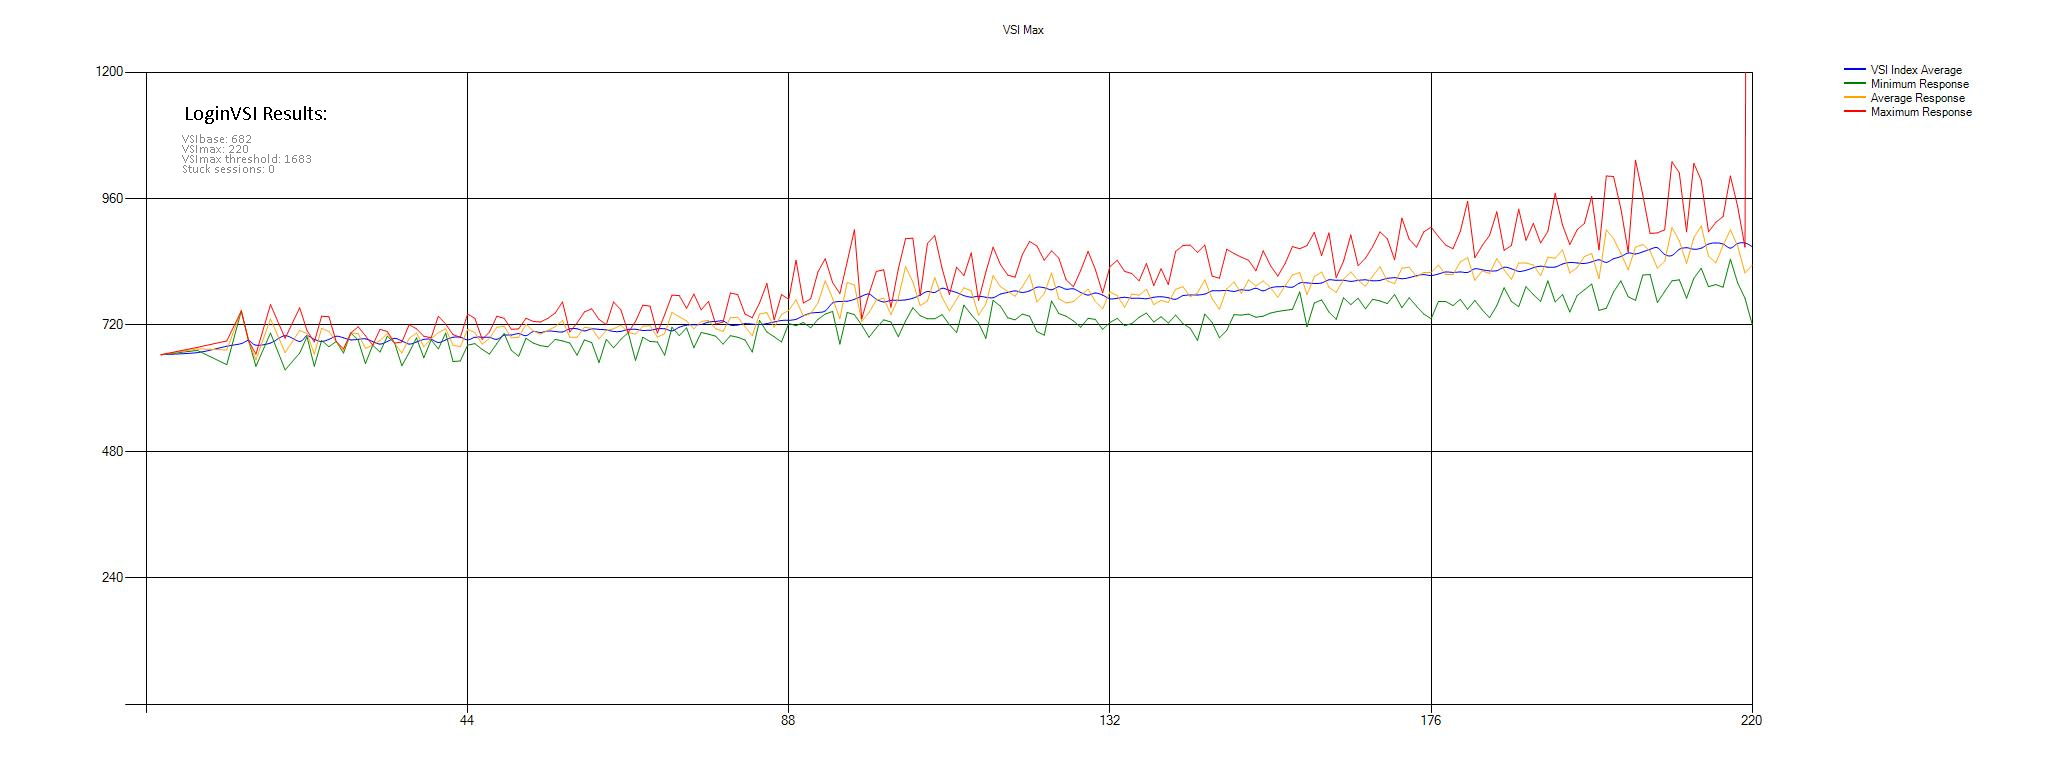 VSI Max
1200
960
720
480
240
44
88
132
176
220
LoginVSI Results:
VSIbase: 682
VSImax: 220
VSImax threshold: 1683
Stuck sessions: 0
VSI Index Average
Minimum Response
Average Response
Maximum Response